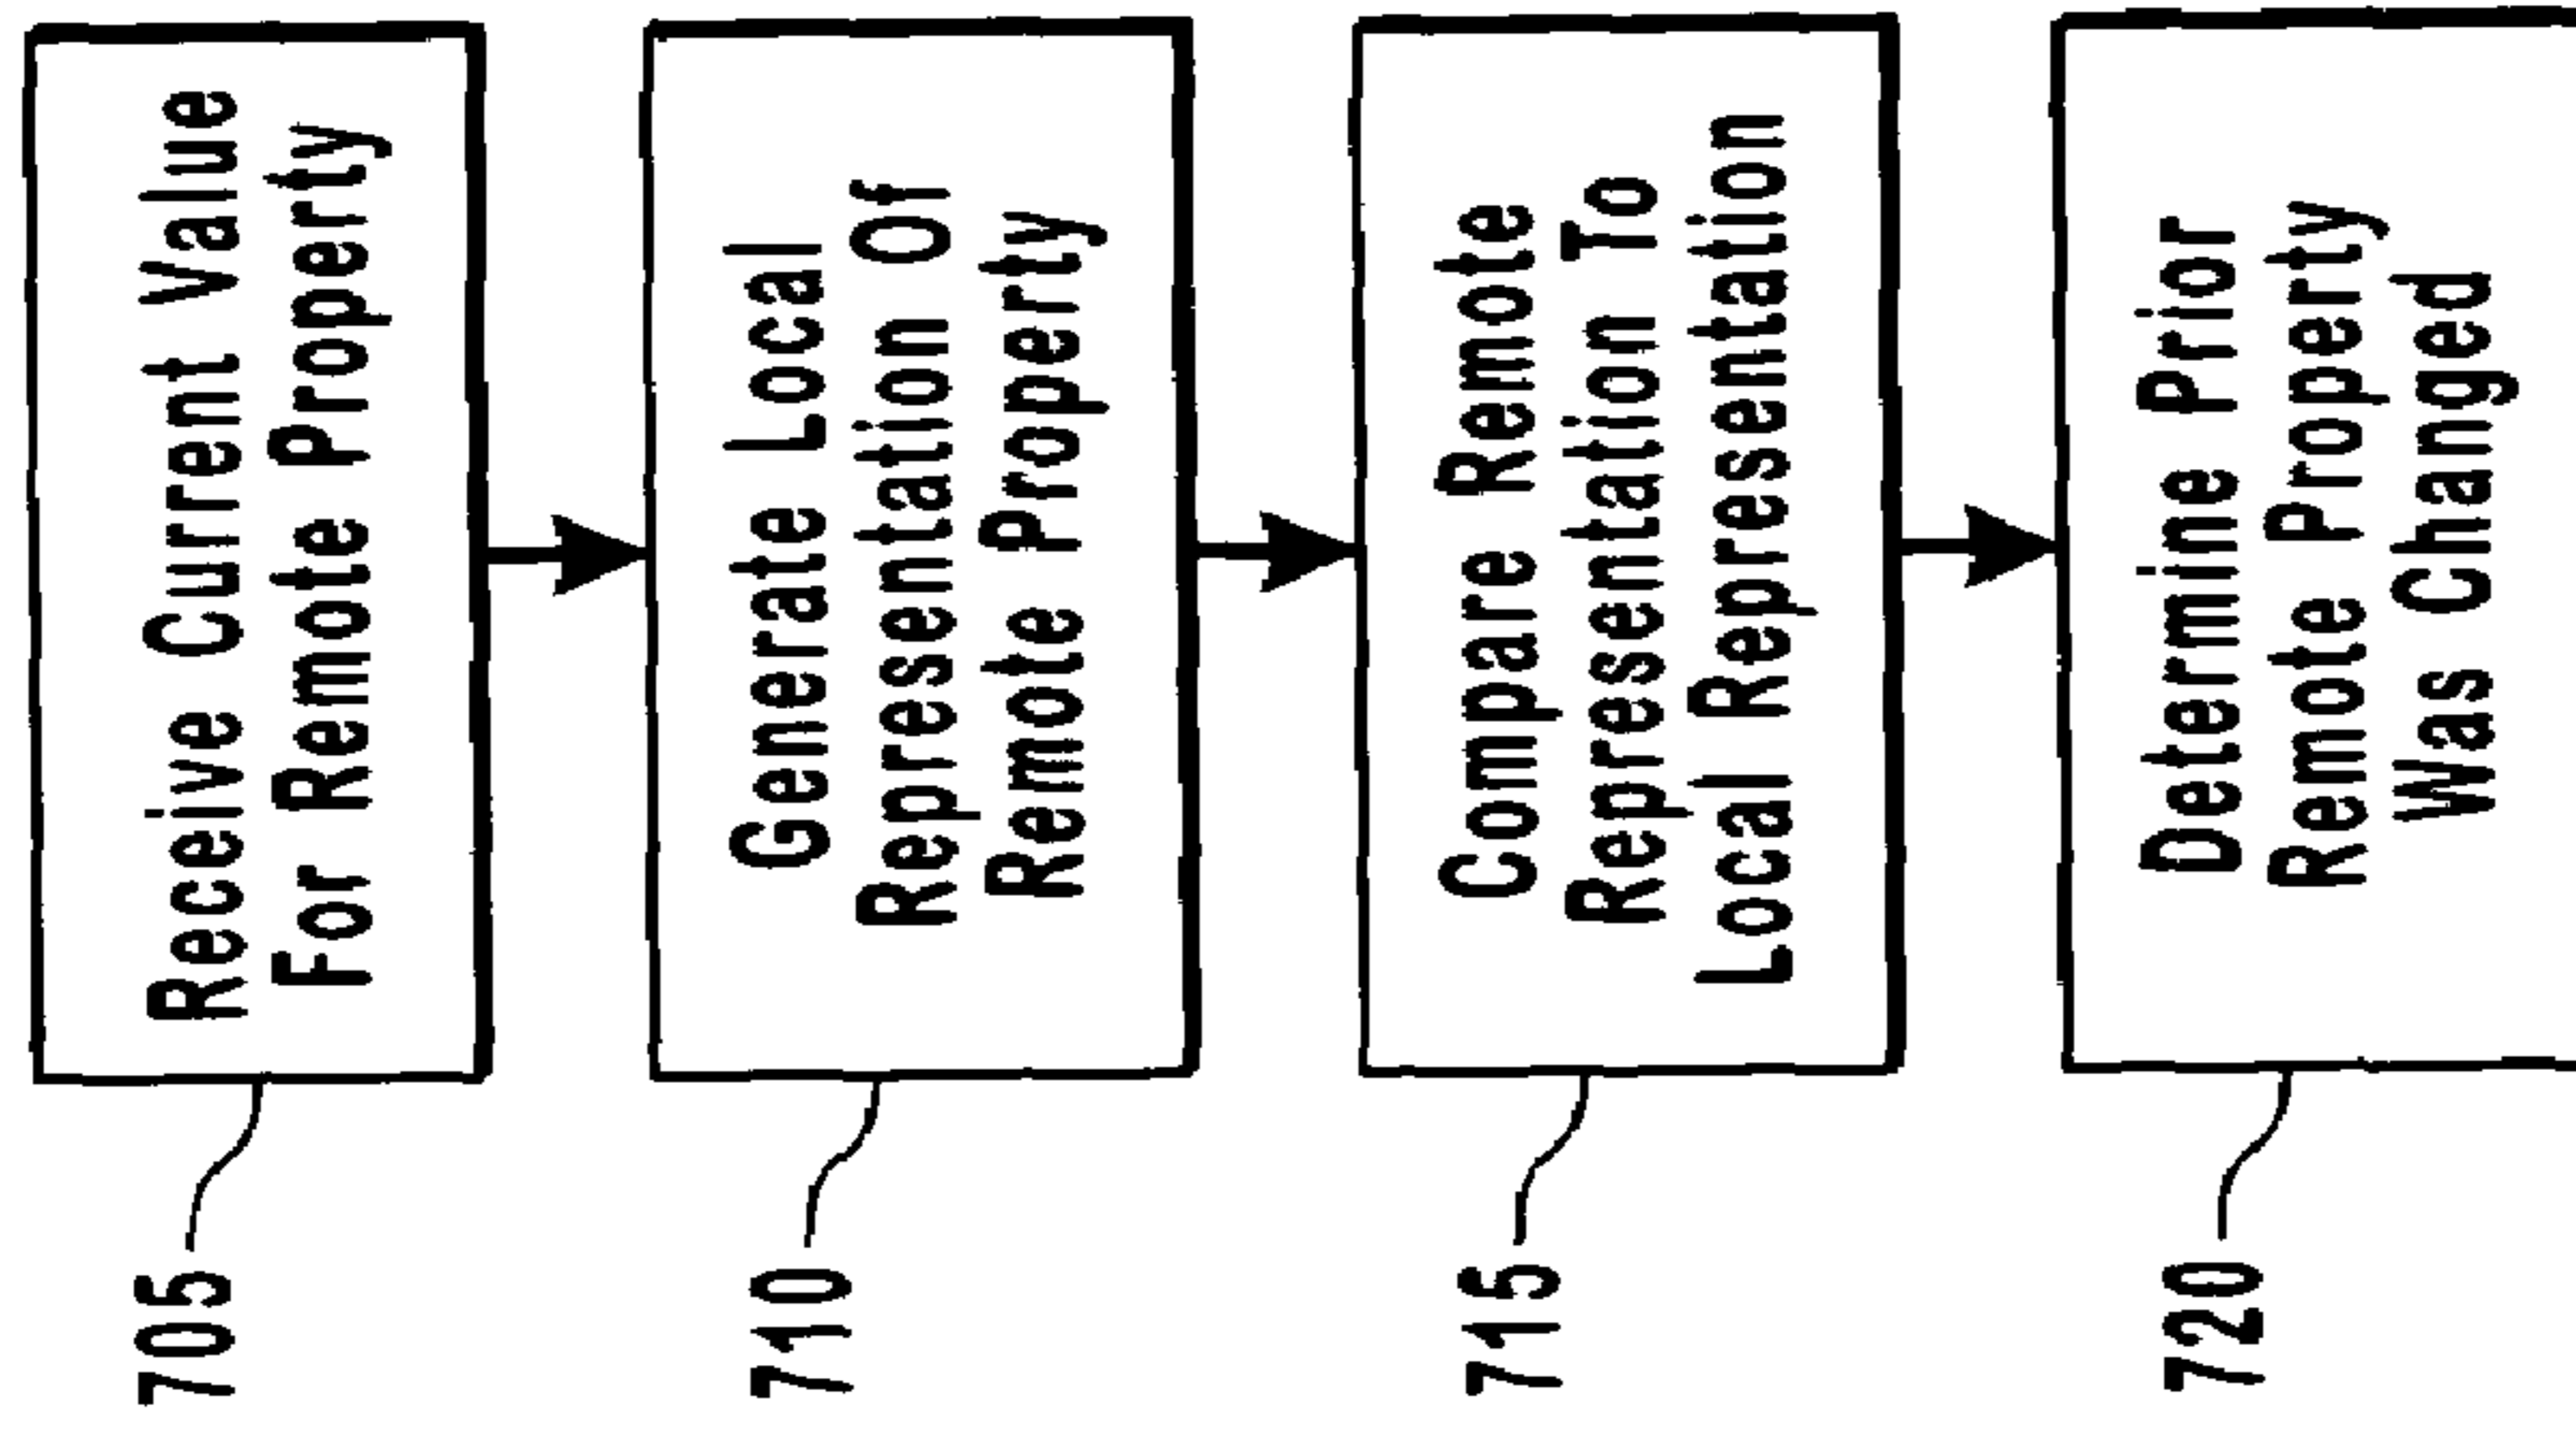 705
Receive Current Value
For Remote Property
710
Generate Local
Representation Of
Remote Property
715
Compare Remote
Representation To
Local Representation
720
Determine Prior
Remote Property
Was Changed